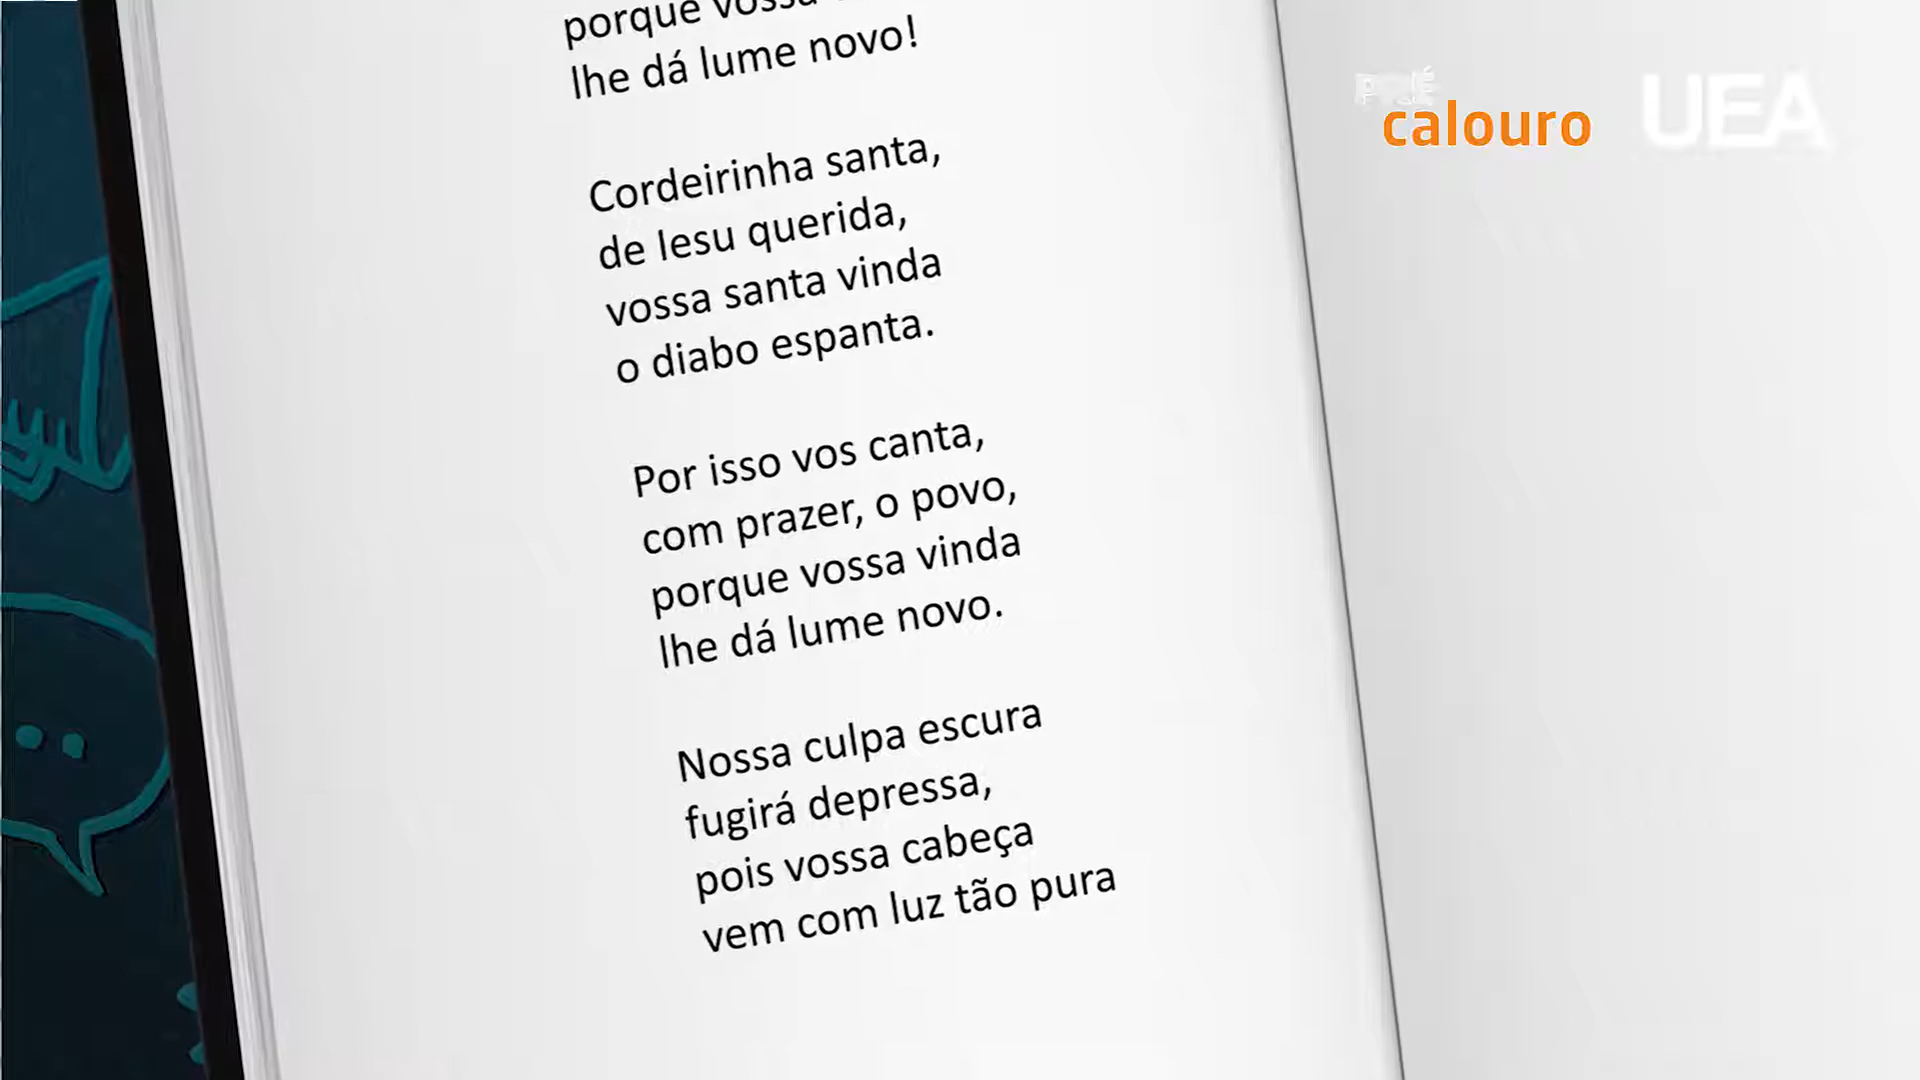 porque vossa
lhe dá lume novo!
Cordeirinha santa,
de Iesu querida,
vossa santa vinda
o diabo espanta.
Por isso vos canta,
com prazer, o povo,
porque vossa vinda
lhe dá lume novo.
Nossa culpa escura
fugirá depressa,
pois vossa cabeça
vem com luz tão pura
calouro
UEA